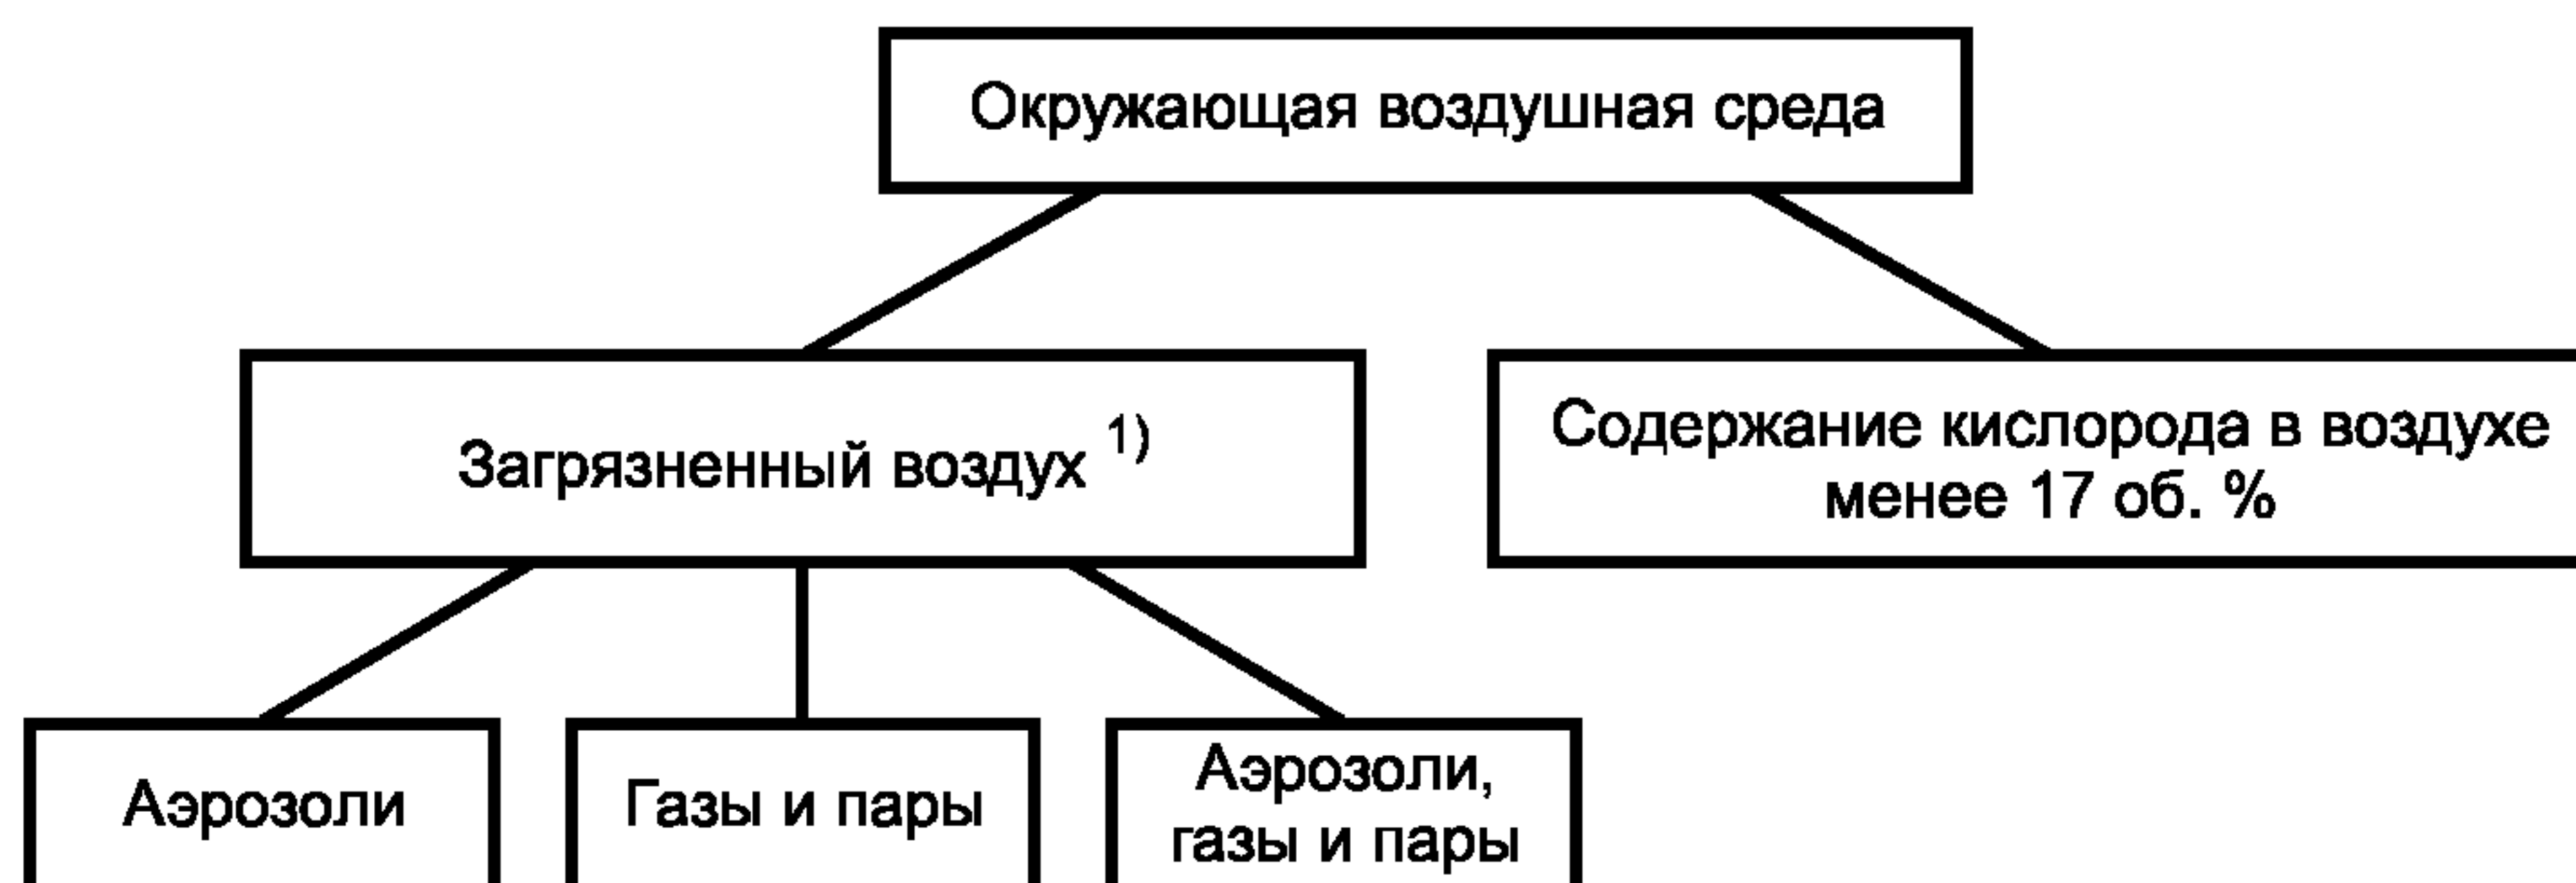 Окружающая воздушная среда
Загрязненный воздух 1)
Содержание кислорода в воздухе
менее 17 об. %
Аэрозоли
Газы и пары
Аэрозоли,
газы и пары